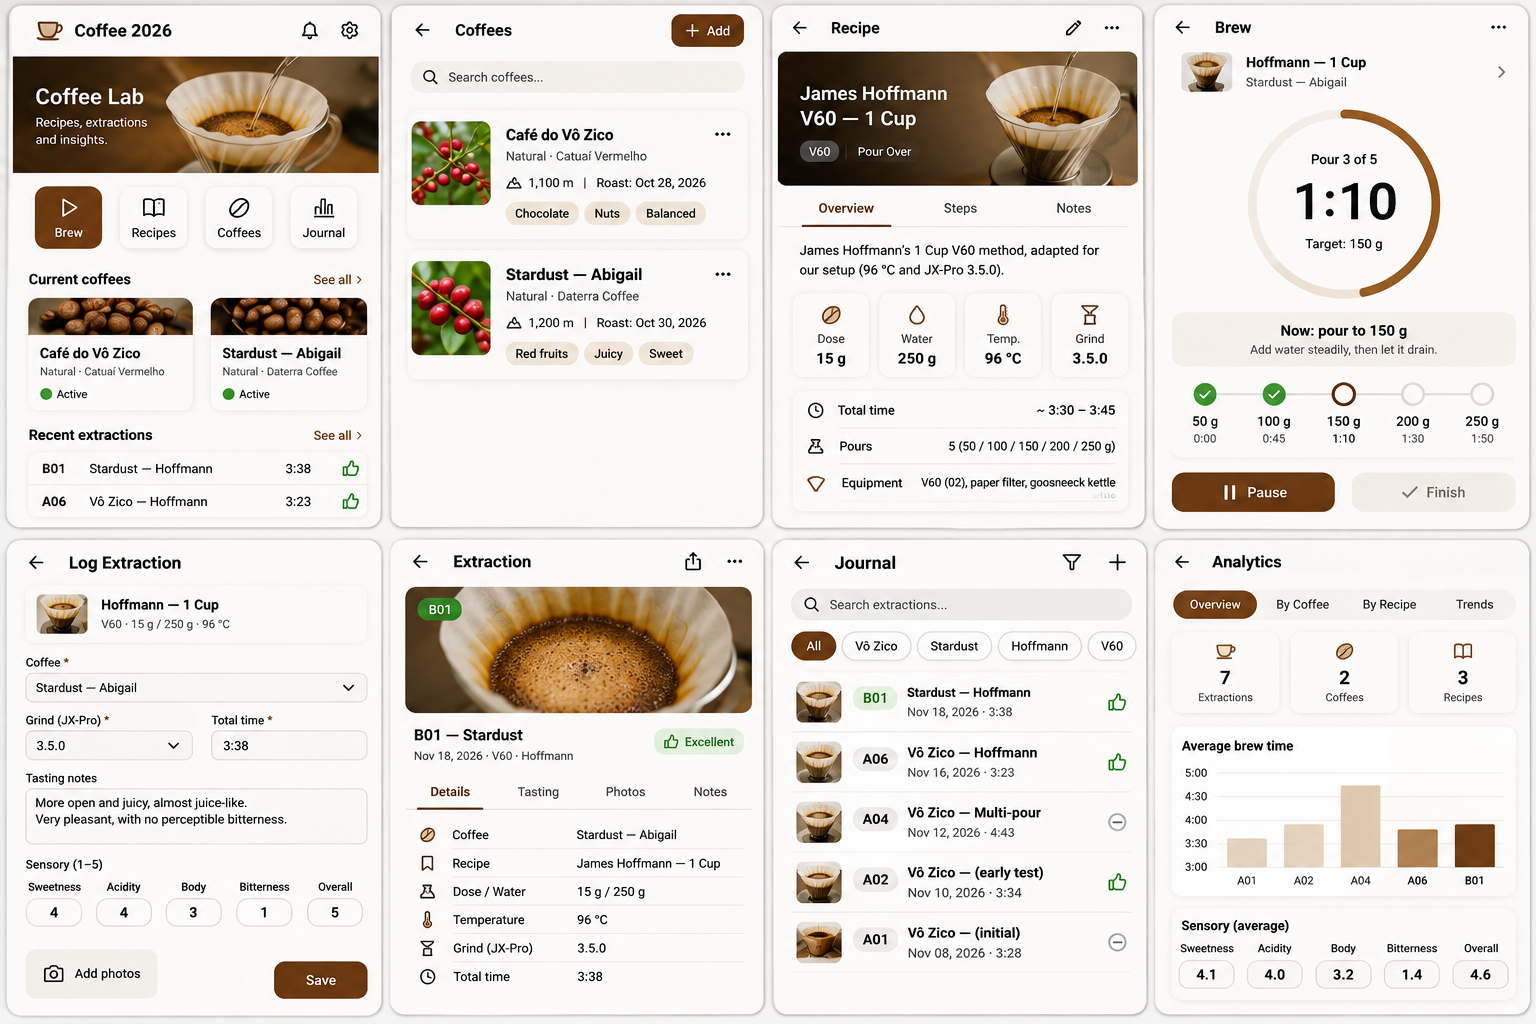 Coffee 2026
Coffee Lab
Recipes, extractions
and insights.
Brew
Recipes
Coffees
Journal
Current coffees
See all
Café do Vô Zico
Natural · Catuaí Vermelho
Active
Stardust — Abigail
Natural · Daterra Coffee
Active
Recent extractions
See all
B01 Stardust — Hoffmann 3:38
A06 Vô Zico — Hoffmann 3:23
Coffees
+ Add
Search coffees...
Café do Vô Zico
Natural · Catuaí Vermelho
1,100 m | Roast: Oct 28, 2026
Chocolate Nuts Balanced
Stardust — Abigail
Natural · Daterra Coffee
1,200 m | Roast: Oct 30, 2026
Red fruits Juicy Sweet
Recipe
James Hoffmann
V60 — 1 Cup
V60 Pour Over
Overview Steps Notes
James Hoffmann's 1 Cup V60 method, adapted for
our setup (96 °C and JX-Pro 3.5.0).
Dose
15 g
Water
250 g
Temp.
96 °C
Grind
3.5.0
Total time ~ 3:30 – 3:45
Pours 5 (50 / 100 / 150 / 200 / 250 g)
Equipment V60 (02), paper filter, goosneeck kettle
Brew
Hoffmann — 1 Cup
Stardust — Abigail
Pour 3 of 5
1:10
Target: 150 g
Now: pour to 150 g
Add water steadily, then let it drain.
50 g 100 g 150 g 200 g 250 g
0:00 0:45 1:10 1:30 1:50
Pause
Finish
Log Extraction
Hoffmann — 1 Cup
V60 · 15 g / 250 g · 96 °C
Coffee *
Stardust — Abigail
Grind (JX-Pro) * Total time *
3.5.0 3:38
Tasting notes
More open and juicy, almost juice-like.
Very pleasant, with no perceptible bitterness.
Sensory (1–5)
Sweetness Acidity Body Bitterness Overall
4 4 3 1 5
Add photos
Save
Extraction
B01
B01 — Stardust
Nov 18, 2026 · V60 · Hoffmann
Excellent
Details Tasting Photos Notes
Coffee Stardust — Abigail
Recipe James Hoffmann — 1 Cup
Dose / Water 15 g / 250 g
Temperature 96 °C
Grind (JX-Pro) 3.5.0
Total time 3:38
Journal
Search extractions...
All Vô Zico Stardust Hoffmann V60
B01
Stardust — Hoffmann
Nov 18, 2026 · 3:38
A06
Vô Zico — Hoffmann
Nov 16, 2026 · 3:23
A04
Vô Zico — Multi-pour
Nov 12, 2026 · 4:43
A02
Vô Zico — (early test)
Nov 10, 2026 · 3:34
A01
Vô Zico — (initial)
Nov 08, 2026 · 3:28
Analytics
Overview By Coffee By Recipe Trends
7
Extractions
2
Coffees
3
Recipes
Average brew time
5:00
4:30
4:00
3:30
3:00
A01 A02 A04 A06 B01
Sensory (average)
Sweetness Acidity Body Bitterness Overall
4.1 4.0 3.2 1.4 4.6